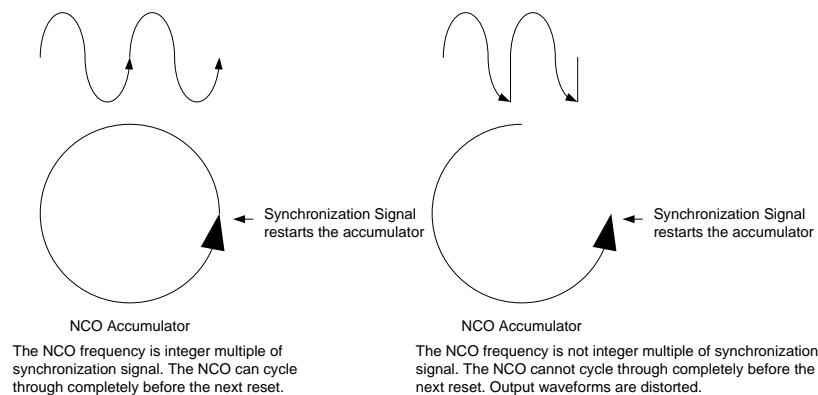 Synchronization Signal
restarts the accumulator
NCO Accumulator
The NCO frequency is integer multiple of
synchronization signal. The NCO can cycle
through completely before the next reset.
Synchronization Signal
restarts the accumulator
NCO Accumulator
The NCO frequency is not integer multiple of synchronization
signal. The NCO cannot cycle through completely before the
next reset. Output waveforms are distorted.